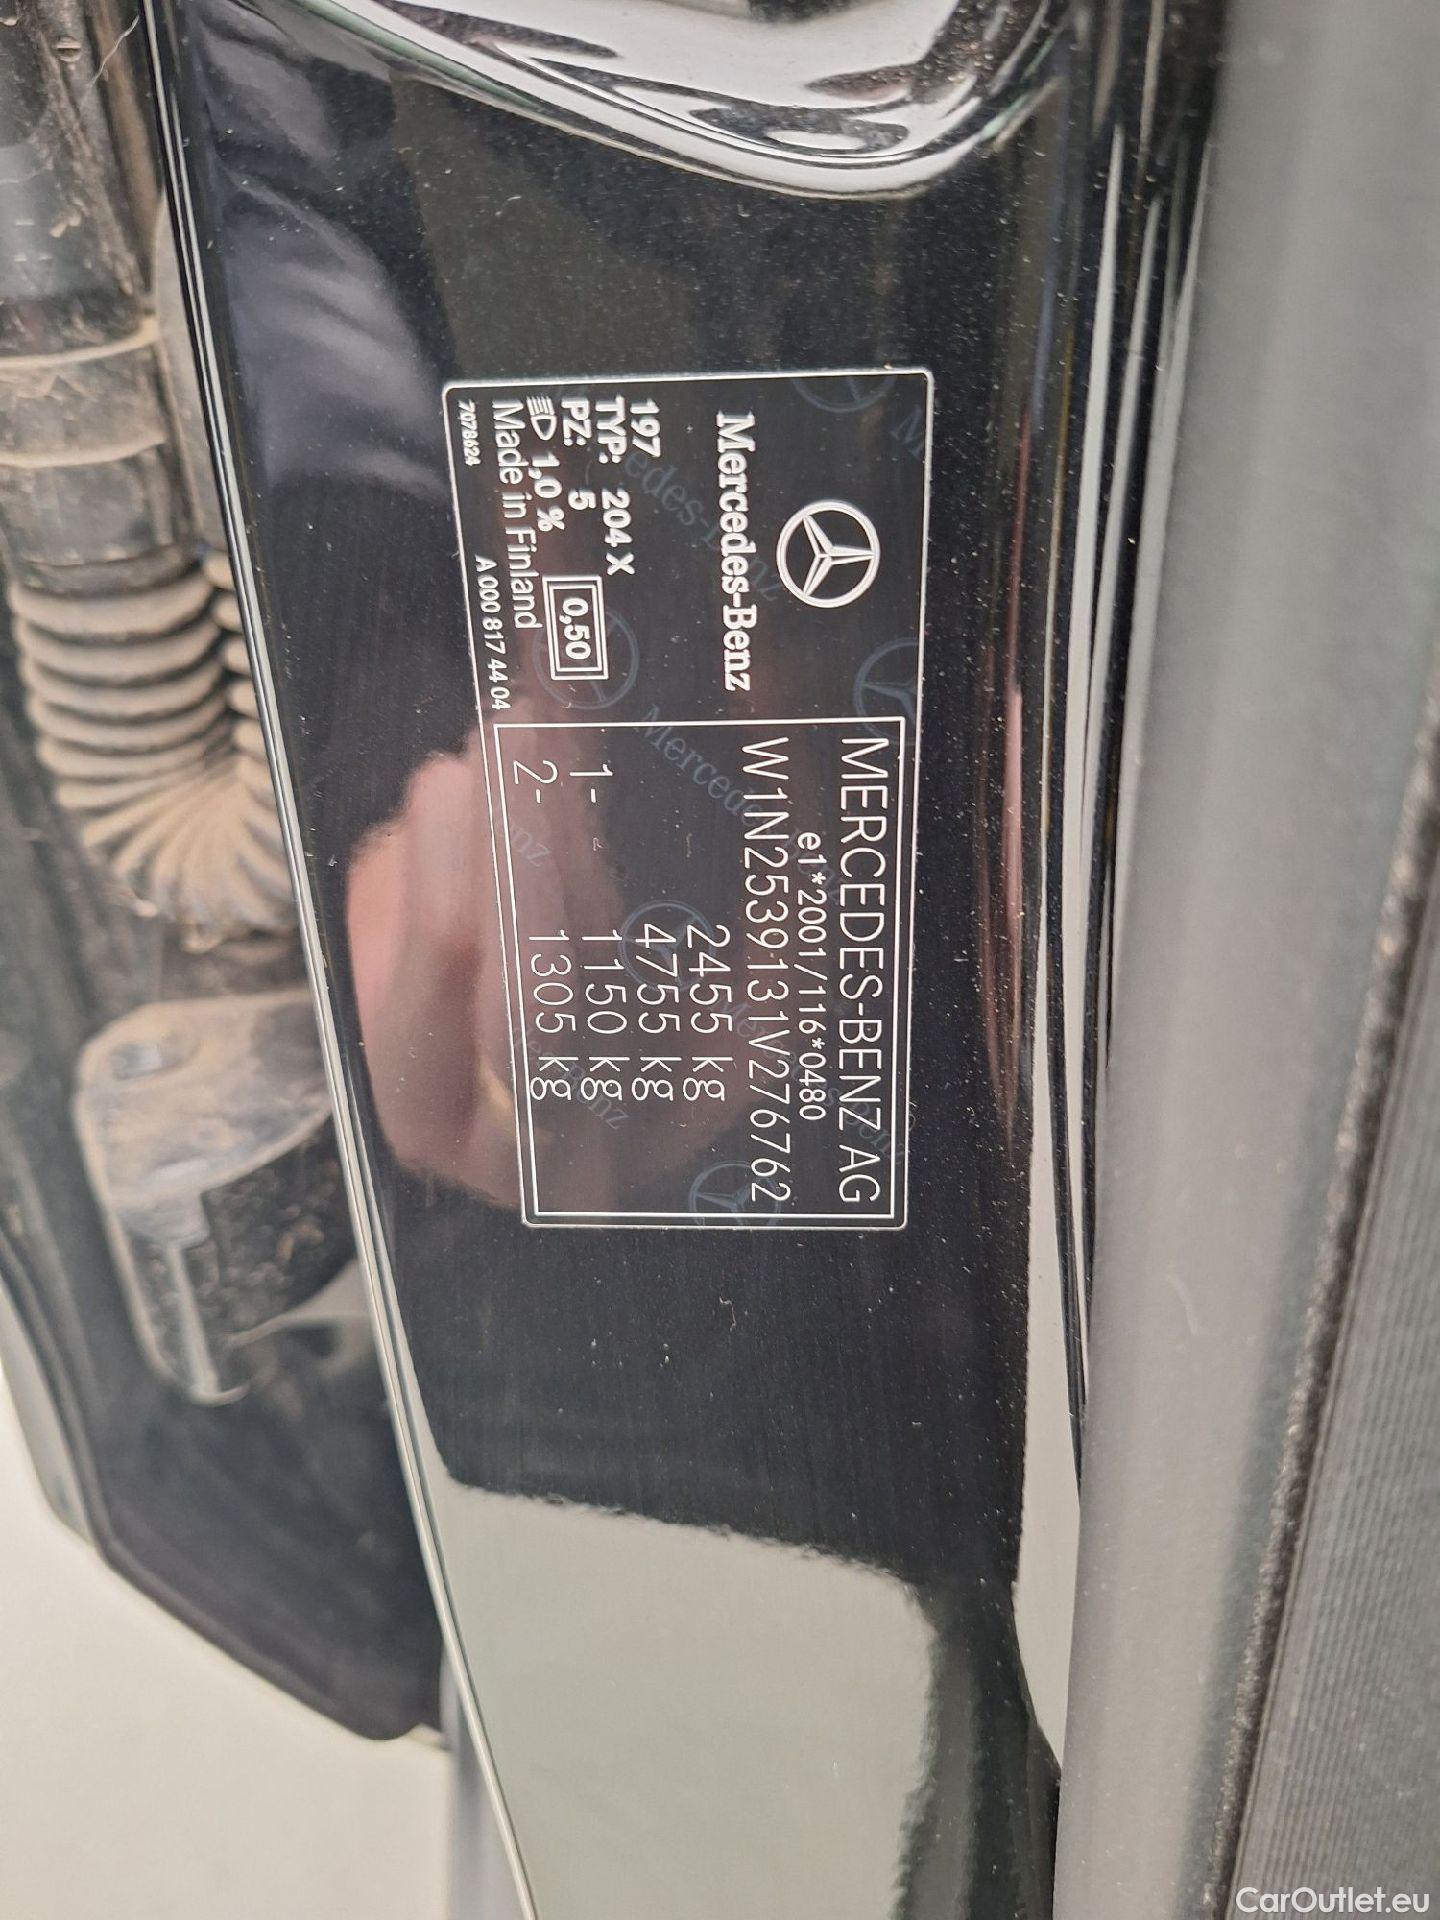 Mercedes-Benz
197
TYP: 204 X
PZ: 5
1,0 %
0,50
Made in Finland
7078624
A 000 817 44 04
MERCEDES-BENZ AG
e1*2001/116*0480
W1N2539131V276762
2455 kg
4755 kg
1- 1150 kg
2- 1305 kg
CarOutlet.eu